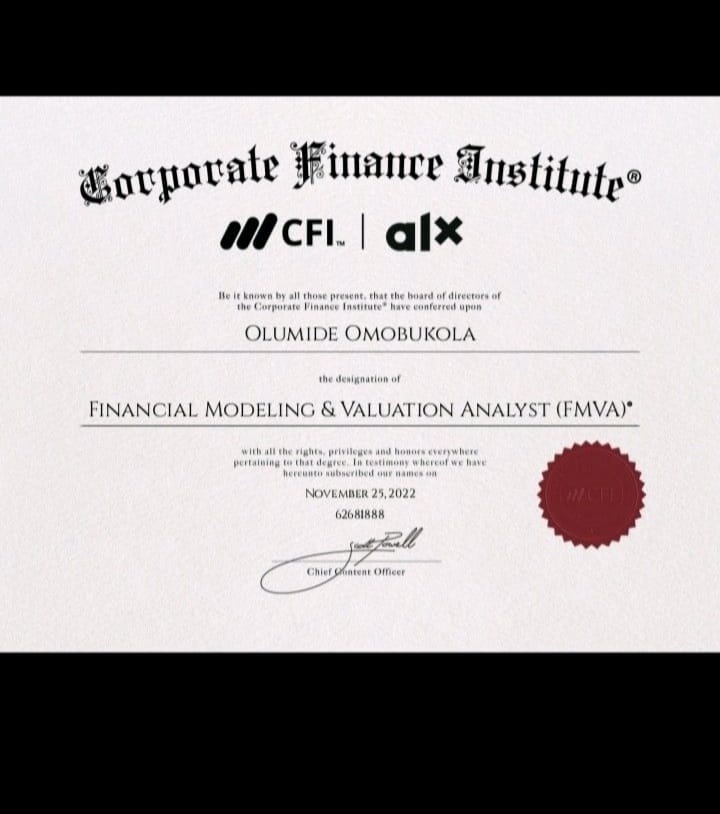 Corporate Finance Institute®
CFI™ | alx
Be it known by all those present, that the board of directors of
the Corporate Finance Institute® have conferred upon
OLUMIDE OMOBUKOLA
the designation of
FINANCIAL MODELING & VALUATION ANALYST (FMVA)®
with all the rights, privileges and honors everywhere
pertaining to that degree. In testimony whereof we have
hereunto subscribed our names on
NOVEMBER 25, 2022
62681888
Scott Powell
Chief Content Officer
CFI